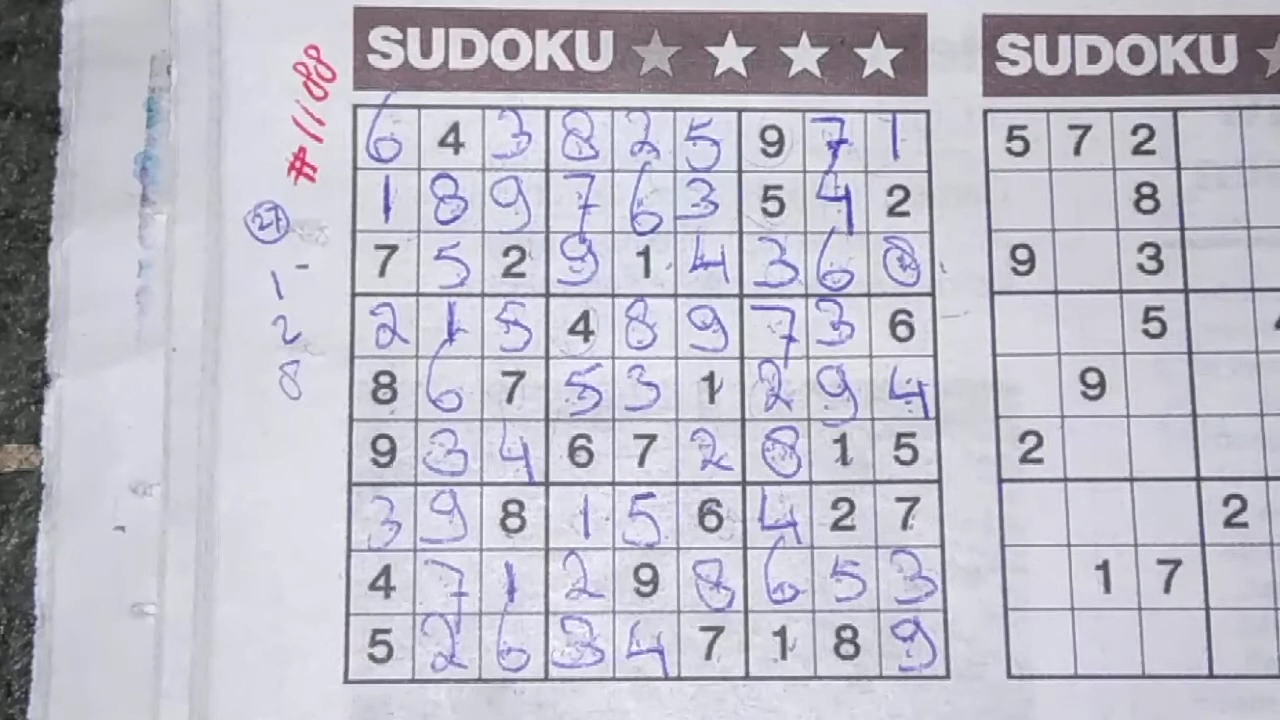 SUDOKU
SUDOKU
#1188
27
1 -
2
8
6 4 3 8 2 5 9 7 1
1 8 9 7 6 3 5 4 2
7 5 2 9 1 4 3 6 8
2 1 5 4 8 9 7 3 6
8 6 7 5 3 1 2 9 4
9 3 4 6 7 2 8 1 5
3 9 8 1 5 6 4 2 7
4 7 1 2 9 8 6 5 3
5 2 6 3 4 7 1 8 9
5 7 2
8
9 3
5
9
2
2
1 7